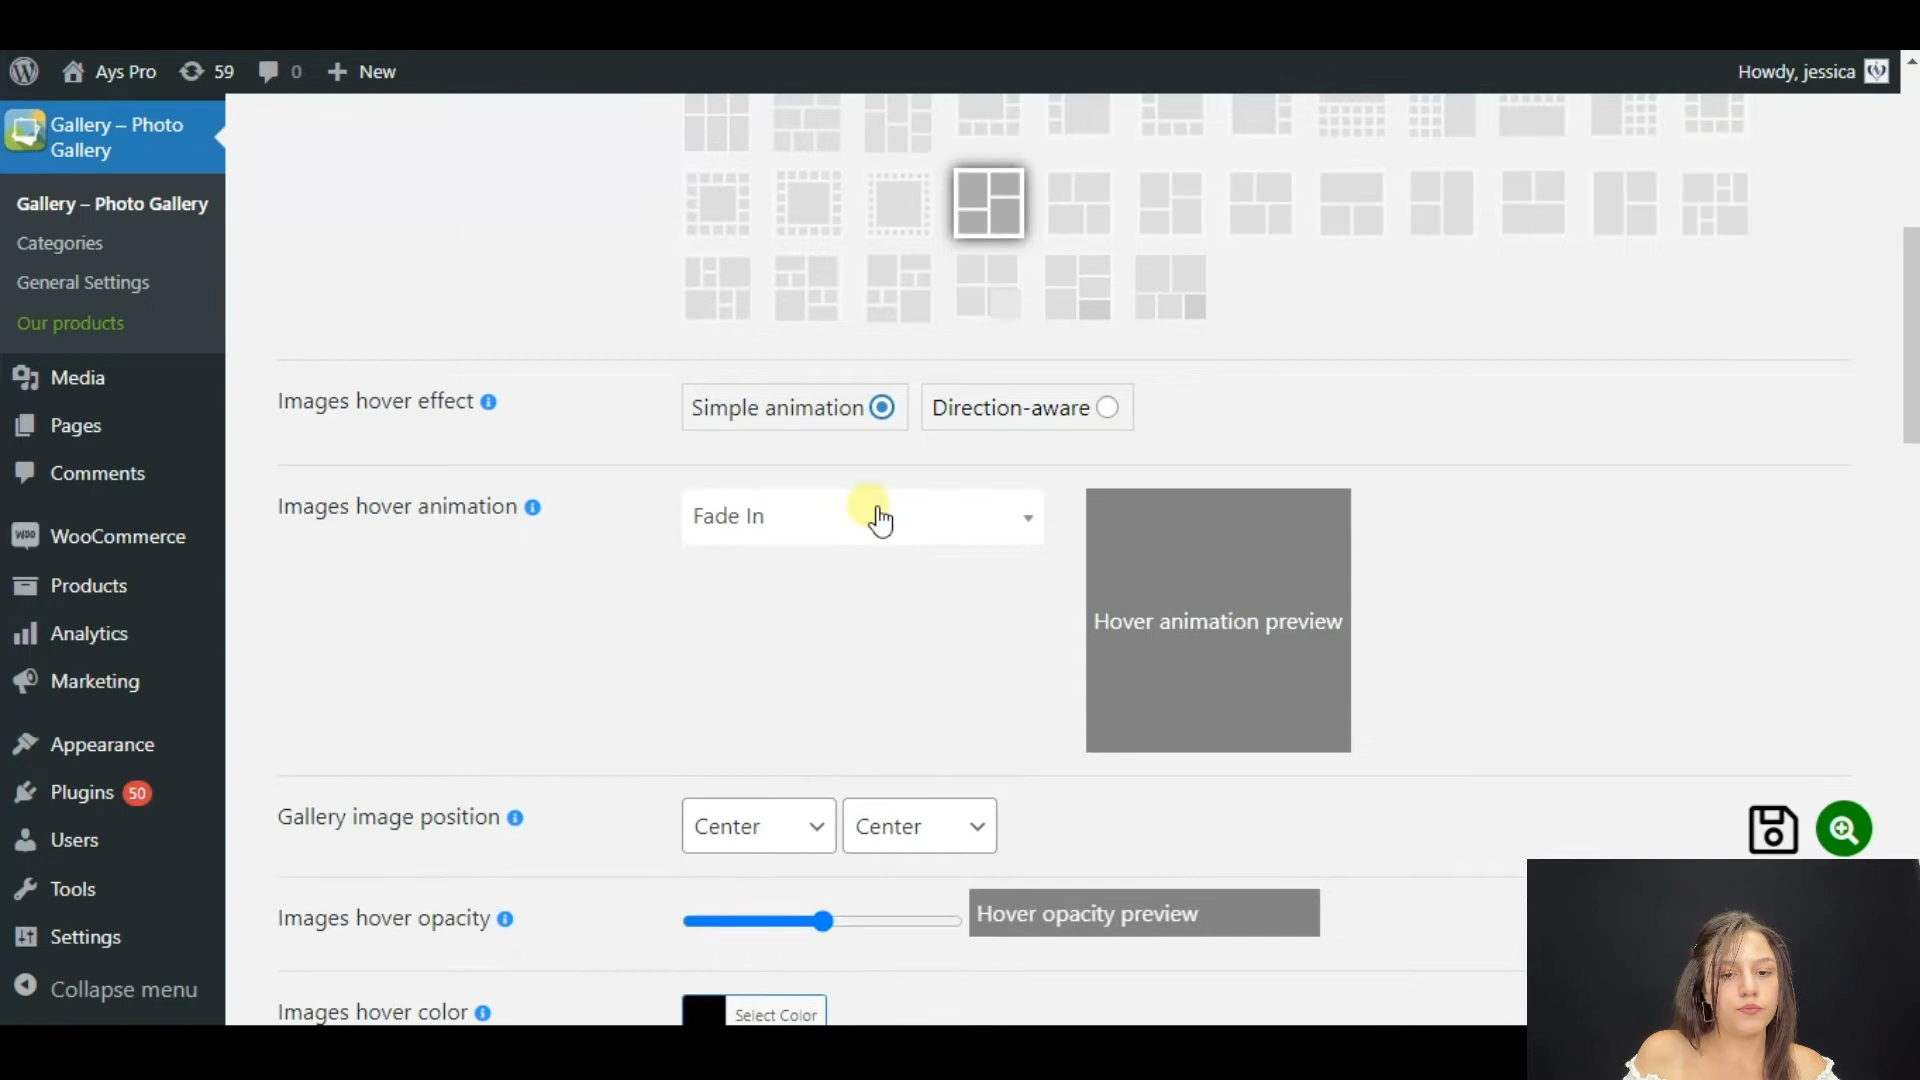 Ays Pro
59
0
New
Howdy, jessica
Gallery – Photo
Gallery
Gallery – Photo Gallery
Categories
General Settings
Our products
Media
Pages
Comments
WooCommerce
Products
Analytics
Marketing
Appearance
Plugins 50
Users
Tools
Settings
Collapse menu
Images hover effect
Simple animation
Direction-aware
Images hover animation
Fade In
Hover animation preview
Gallery image position
Center
Center
Images hover opacity
Hover opacity preview
Images hover color
Select Color